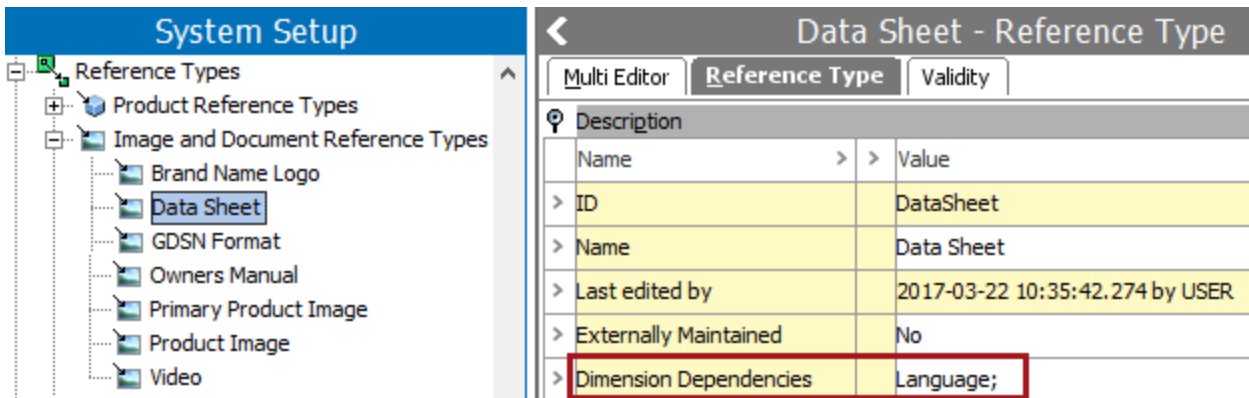 System Setup
Reference Types
Product Reference Types
Image and Document Reference Types
Brand Name Logo
Data Sheet
GDSN Format
Owners Manual
Primary Product Image
Product Image
Video
Data Sheet - Reference Type
Multi Editor Reference Type Validity
Description
Name > > Value
> ID DataSheet
> Name Data Sheet
> Last edited by 2017-03-22 10:35:42.274 by USER
> Externally Maintained No
> Dimension Dependencies Language;